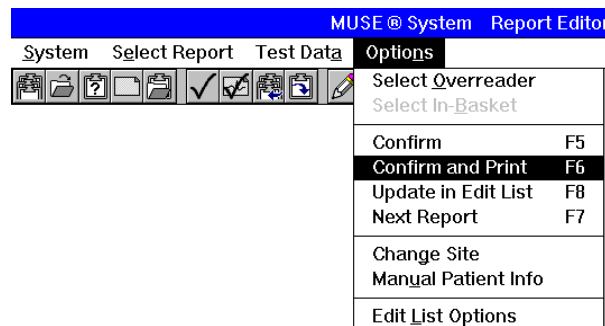 MUSE ® System Report Editor
System Select Report Test Data Options
Select Overreader
Select In-Basket
Confirm F5
Confirm and Print F6
Update in Edit List F8
Next Report F7
Change Site
Manual Patient Info
Edit List Options